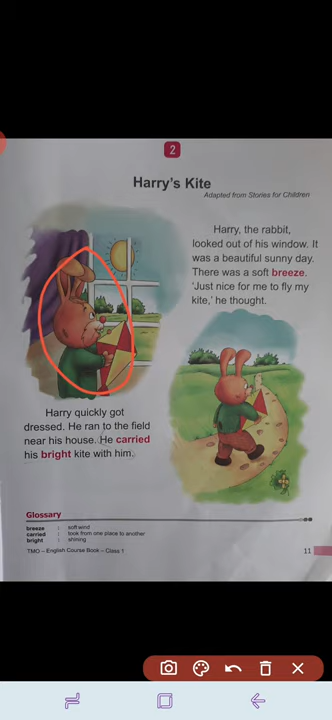 2
Harry's Kite
Adapted from Stories for Children
Harry, the rabbit,
looked out of his window. It
was a beautiful sunny day.
There was a soft breeze.
'Just nice for me to fly my
kite,' he thought.
Harry quickly got
dressed. He ran to the field
near his house. He carried
his bright kite with him.
Glossary
breeze : soft wind
carried : took from one place to another
bright : shining
TMO – English Course Book – Class 1
11